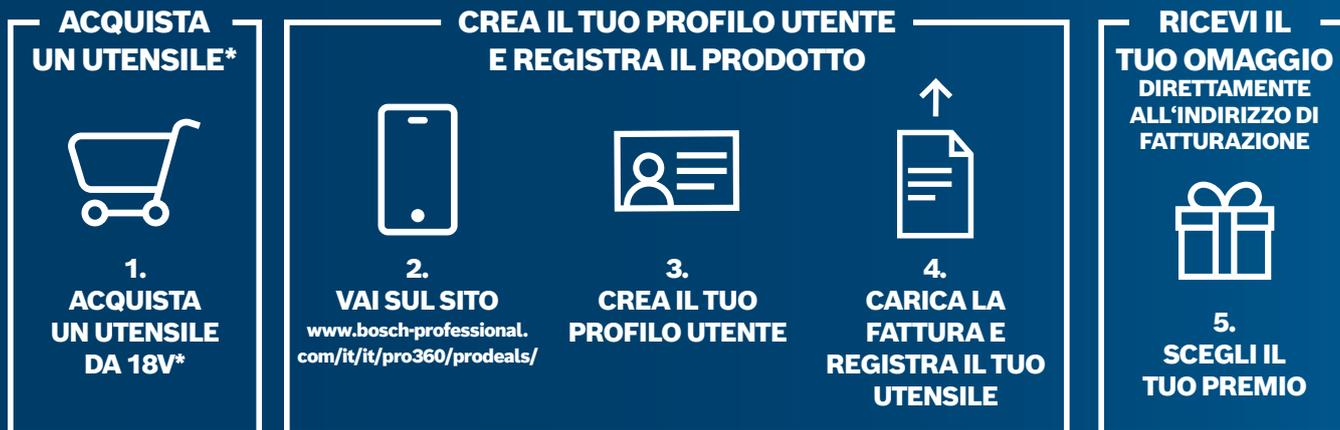 ACQUISTA
UN UTENSILE*
1.
ACQUISTA
UN UTENSILE
DA 18V*
CREA IL TUO PROFILO UTENTE
E REGISTRA IL PRODOTTO
2.
VAI SUL SITO
www.bosch-professional.
com/it/it/pro360/prodeals/
3.
CREA IL TUO
PROFILO UTENTE
4.
CARICA LA
FATTURA E
REGISTRA IL TUO
UTENSILE
RICEVI IL
TUO OMAGGIO
DIRETTAMENTE
ALL‘INDIRIZZO DI
FATTURAZIONE
5.
SCEGLI IL
TUO PREMIO